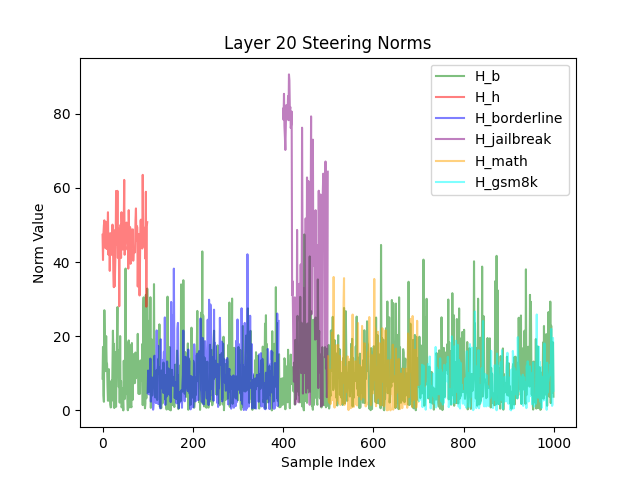 Layer 20 Steering Norms
H_b
H_h
H_borderline
H_jailbreak
H_math
H_gsm8k
Norm Value
80
60
40
20
0
0
200
400
600
800
1000
Sample Index